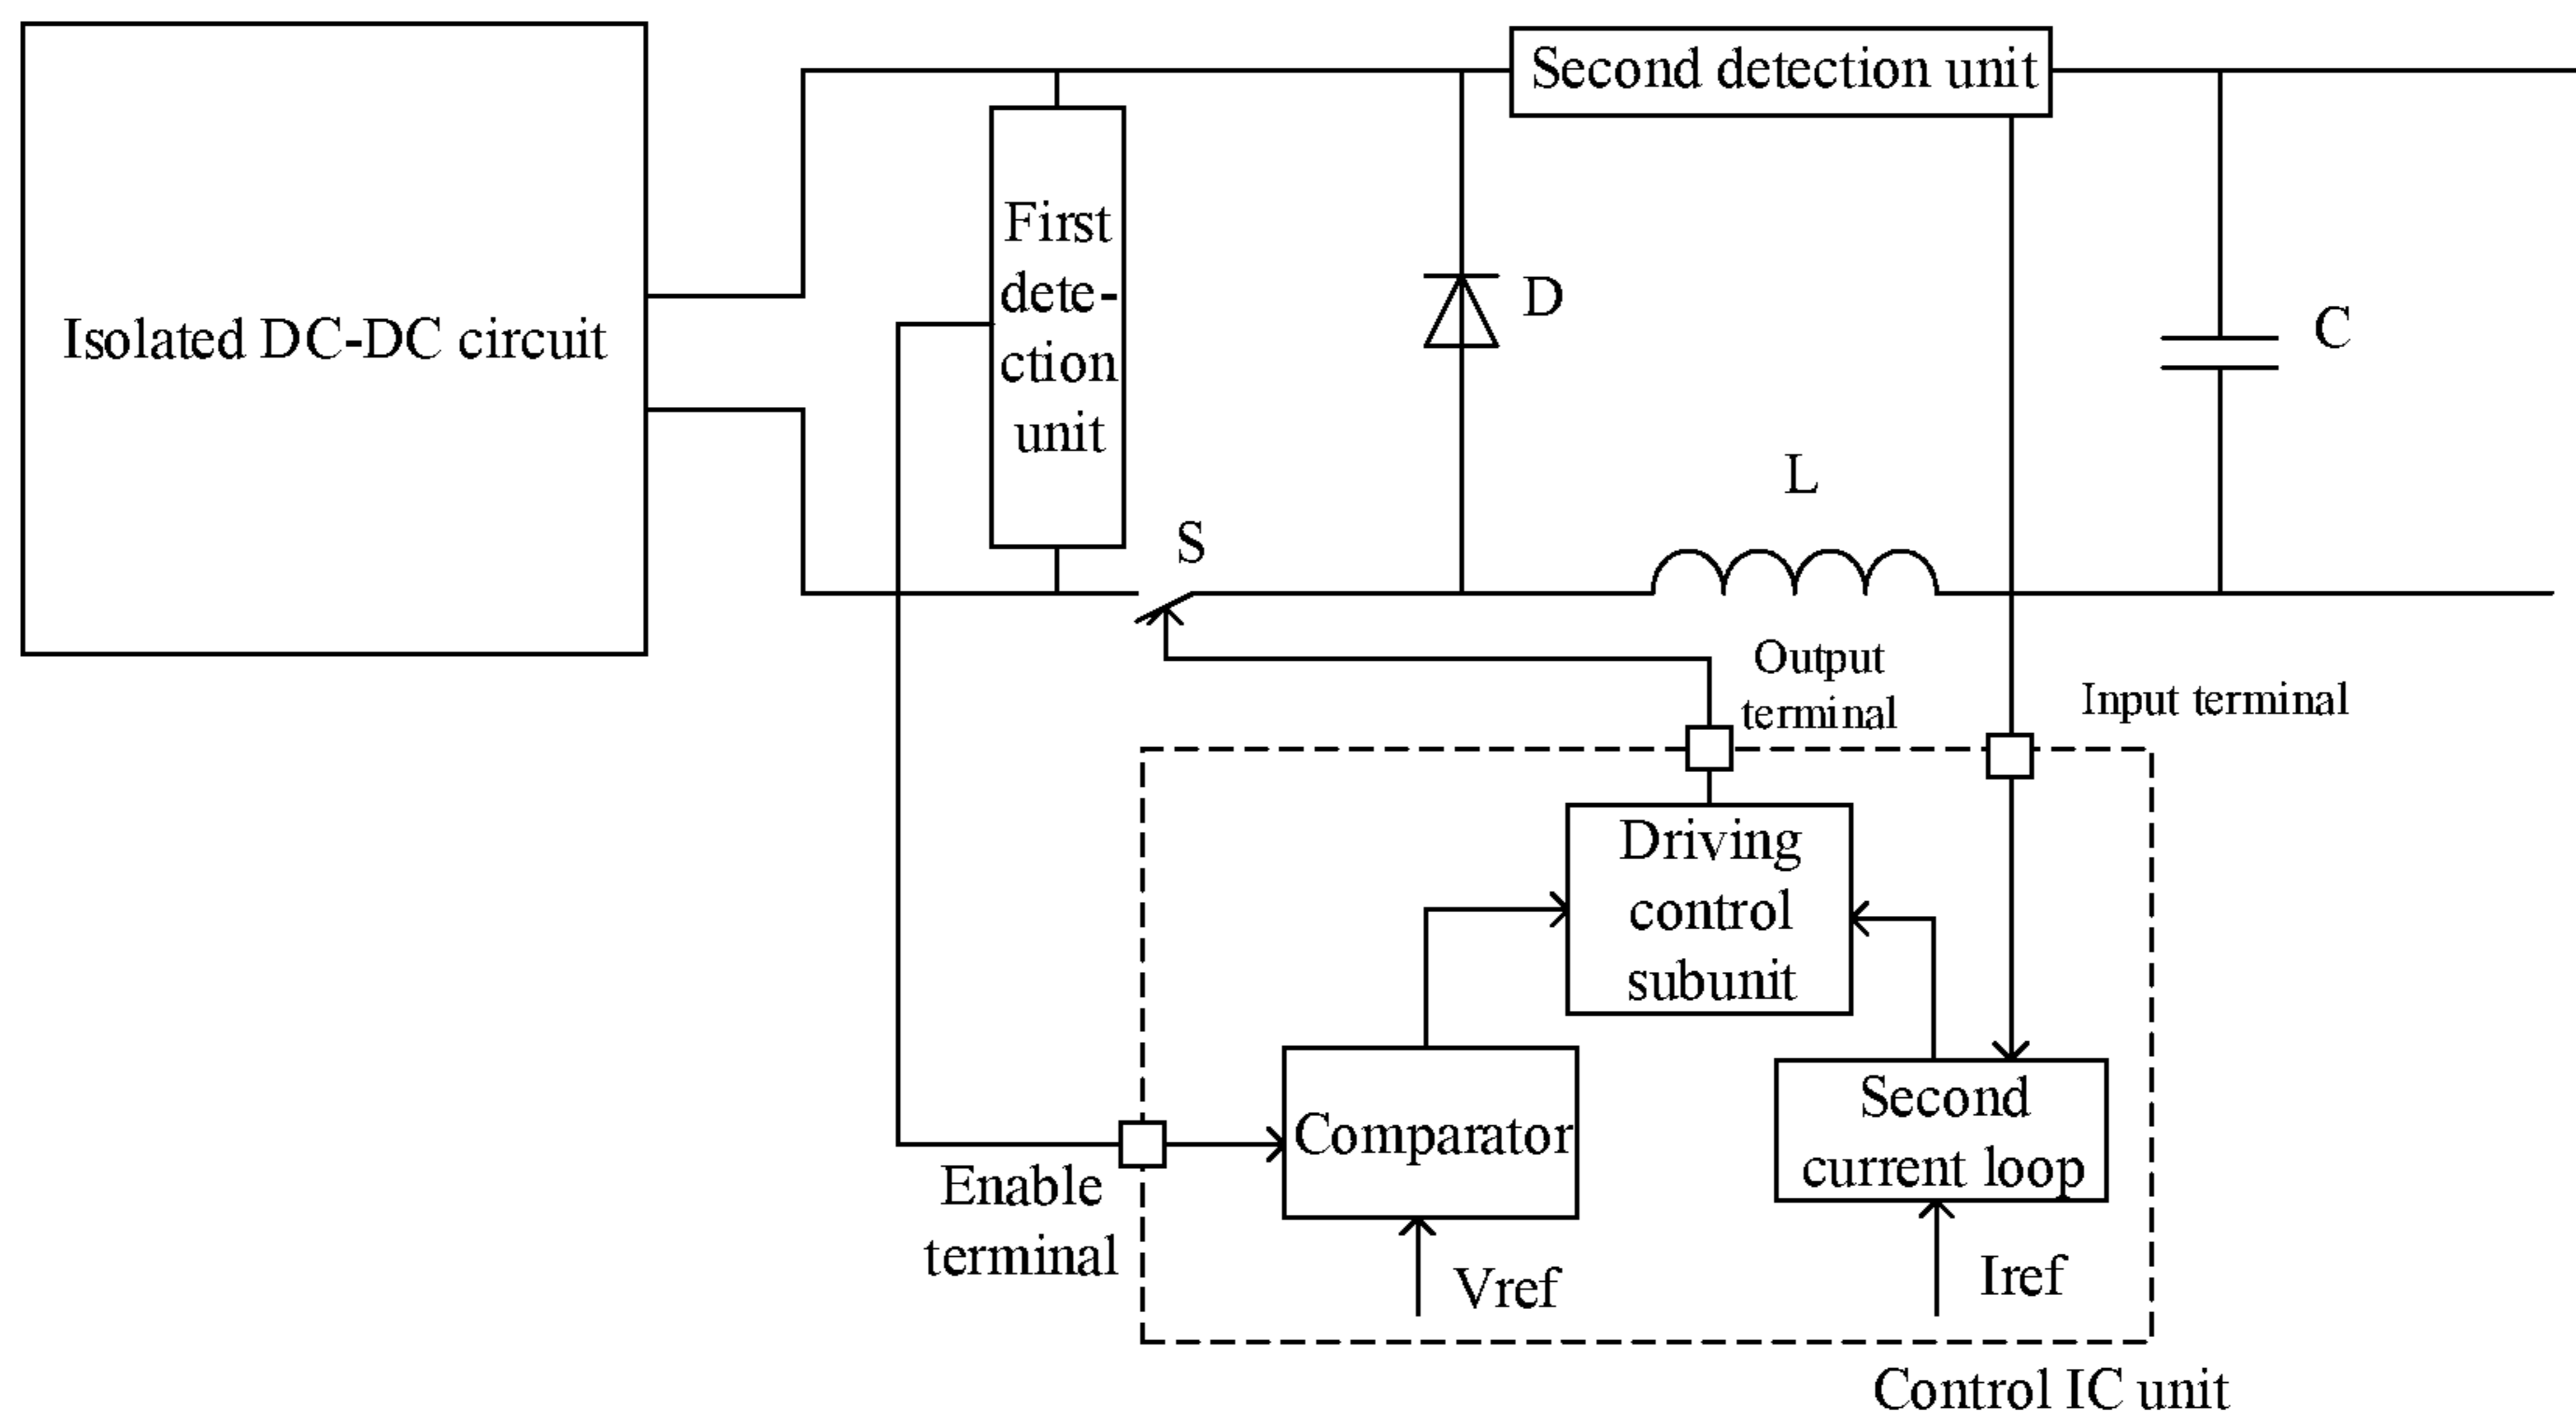 Second detection unit
First
dete-
ction
unit
Isolated DC-DC circuit
D
C
L
S
Output
terminal
Input terminal
Driving
control
subunit
Comparator
Second
current loop
Enable
terminal
Vref
Iref
Control IC unit